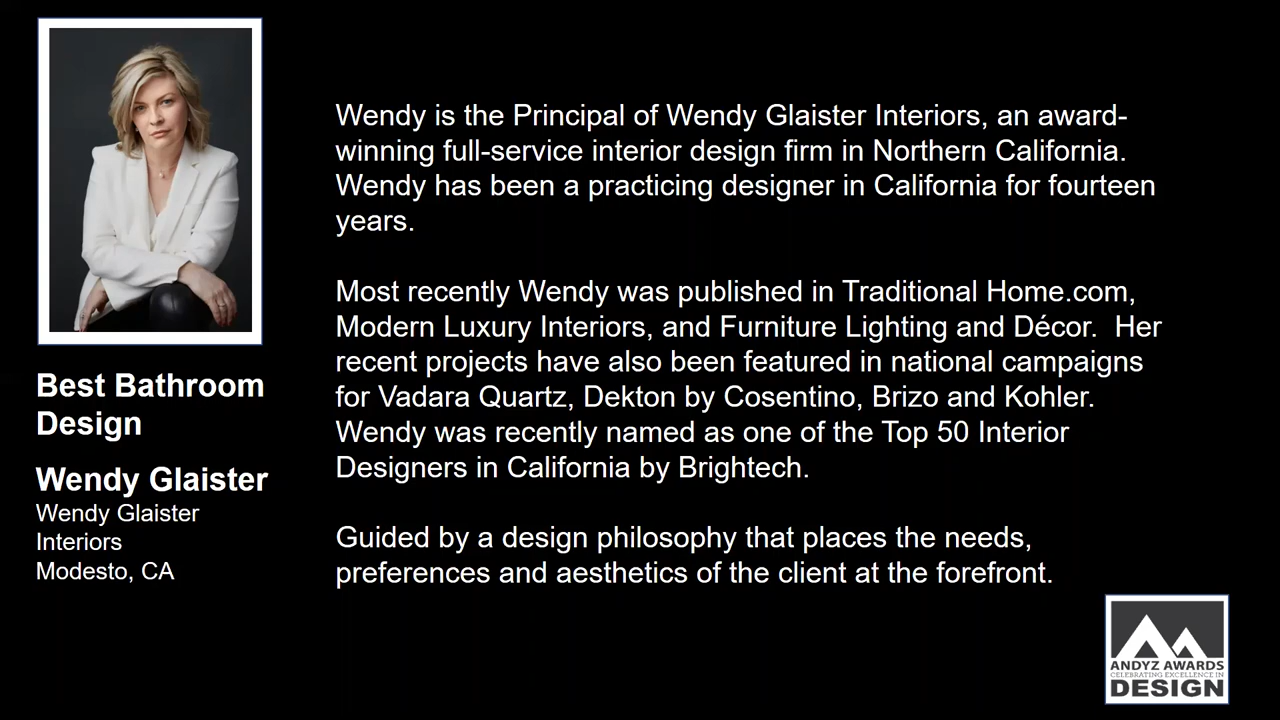 Wendy is the Principal of Wendy Glaister Interiors, an award-
winning full-service interior design firm in Northern California.
Wendy has been a practicing designer in California for fourteen
years.
Most recently Wendy was published in Traditional Home.com,
Modern Luxury Interiors, and Furniture Lighting and Décor.  Her
recent projects have also been featured in national campaigns
for Vadara Quartz, Dekton by Cosentino, Brizo and Kohler.
Wendy was recently named as one of the Top 50 Interior
Designers in California by Brightech.
Guided by a design philosophy that places the needs,
preferences and aesthetics of the client at the forefront.
Best Bathroom
Design
Wendy Glaister
Wendy Glaister
Interiors
Modesto, CA
ANDYZ AWARDS
CELEBRATING EXCELLENCE IN
DESIGN